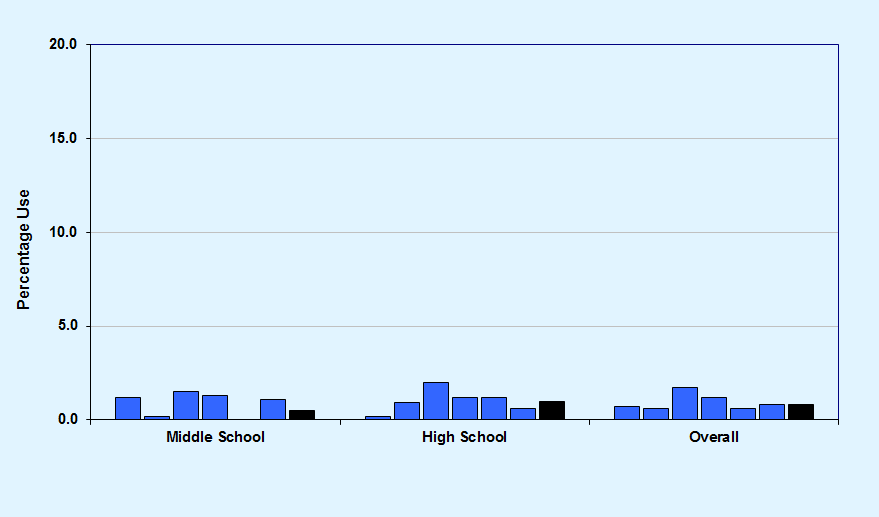 20.0
15.0
10.0
5.0
0.0
Percentage Use
Middle School
High School
Overall